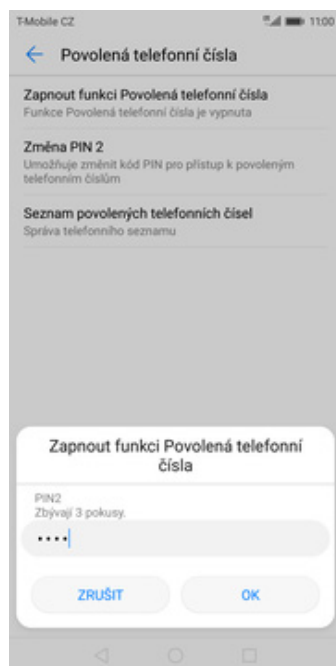 T-Mobile CZ 11:00
Povolená telefonní čísla
Zapnout funkci Povolená telefonní čísla
Funkce Povolená telefonní čísla je vypnuta
Změna PIN 2
Umožňuje změnit kód PIN pro přístup k povoleným
telefonním číslům
Seznam povolených telefonních čísel
Správa telefonního seznamu
Zapnout funkci Povolená telefonní
čísla
PIN2
Zbývají 3 pokusy.
••••
ZRUŠIT OK